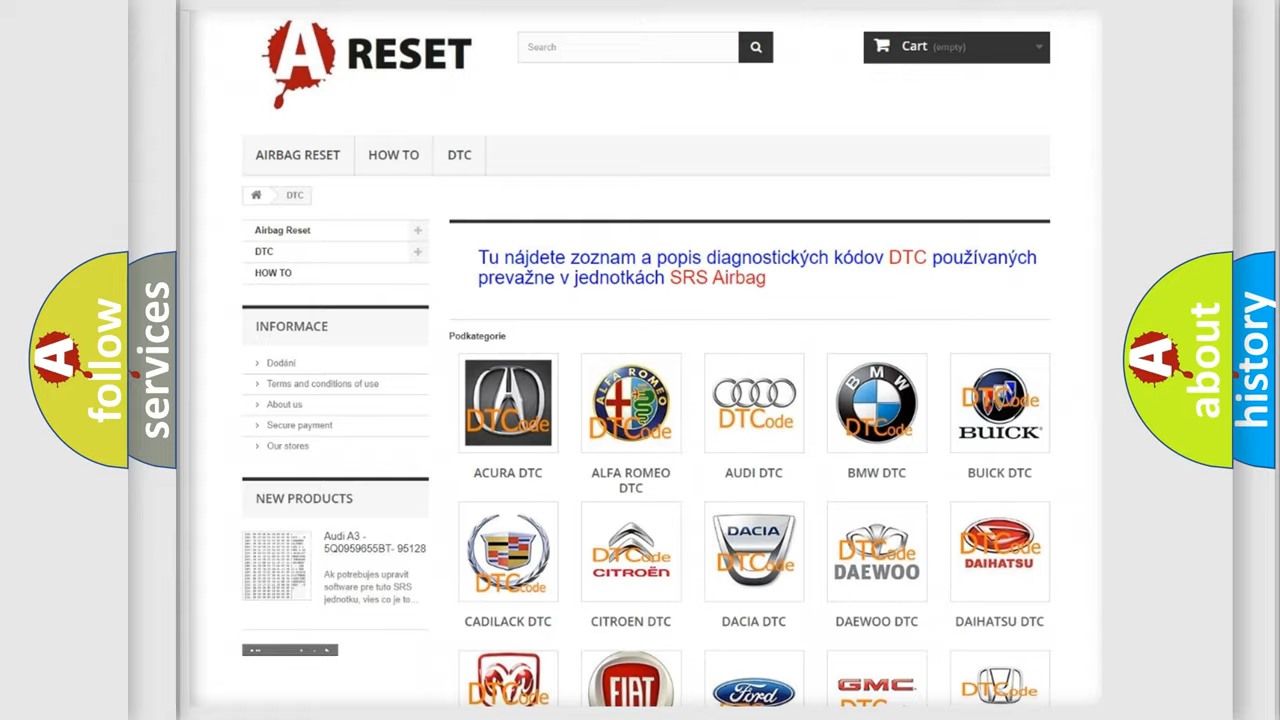 A RESET
Search
Cart (empty)
AIRBAG RESET
HOW TO
DTC
DTC
Airbag Reset
DTC
HOW TO
INFORMACE
Dodání
Terms and conditions of use
About us
Secure payment
Our stores
NEW PRODUCTS
Audi A3 -
5Q0959655BT- 95128
Ak potrebujes upravit
software pre tuto SRS
jednotku, vies co je to...
Tu nájdete zoznam a popis diagnostických kódov DTC používaných
prevažne v jednotkách SRS Airbag
Podkategorie
DTCode
ALFA ROMEO
DTCode
DTCode
BMW
DTCode
DTCode
BUICK
ACURA DTC
ALFA ROMEO
DTC
AUDI DTC
BMW DTC
BUICK DTC
DTCode
DTCode
CITROËN
DACIA
DTCode
DTCode
DAEWOO
DTCode
DAIHATSU
CADILACK DTC
CITROEN DTC
DACIA DTC
DAEWOO DTC
DAIHATSU DTC
DTCode
FIAT
Ford
GMC
DTCode
A follow
services
A about
history